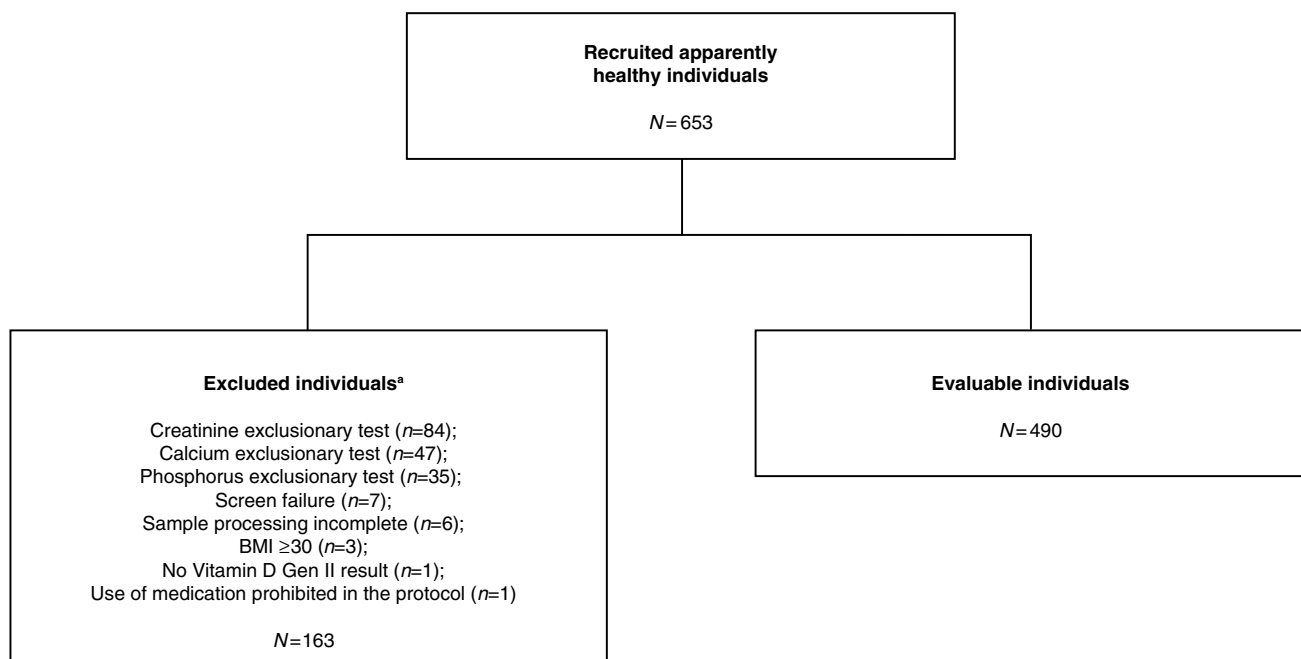 Recruited apparently
healthy individuals
N=653
Excluded individualsᵃ
Creatinine exclusionary test (n=84);
Calcium exclusionary test (n=47);
Phosphorus exclusionary test (n=35);
Screen failure (n=7);
Sample processing incomplete (n=6);
BMI ≥30 (n=3);
No Vitamin D Gen II result (n=1);
Use of medication prohibited in the protocol (n=1)
N=163
Evaluable individuals
N=490